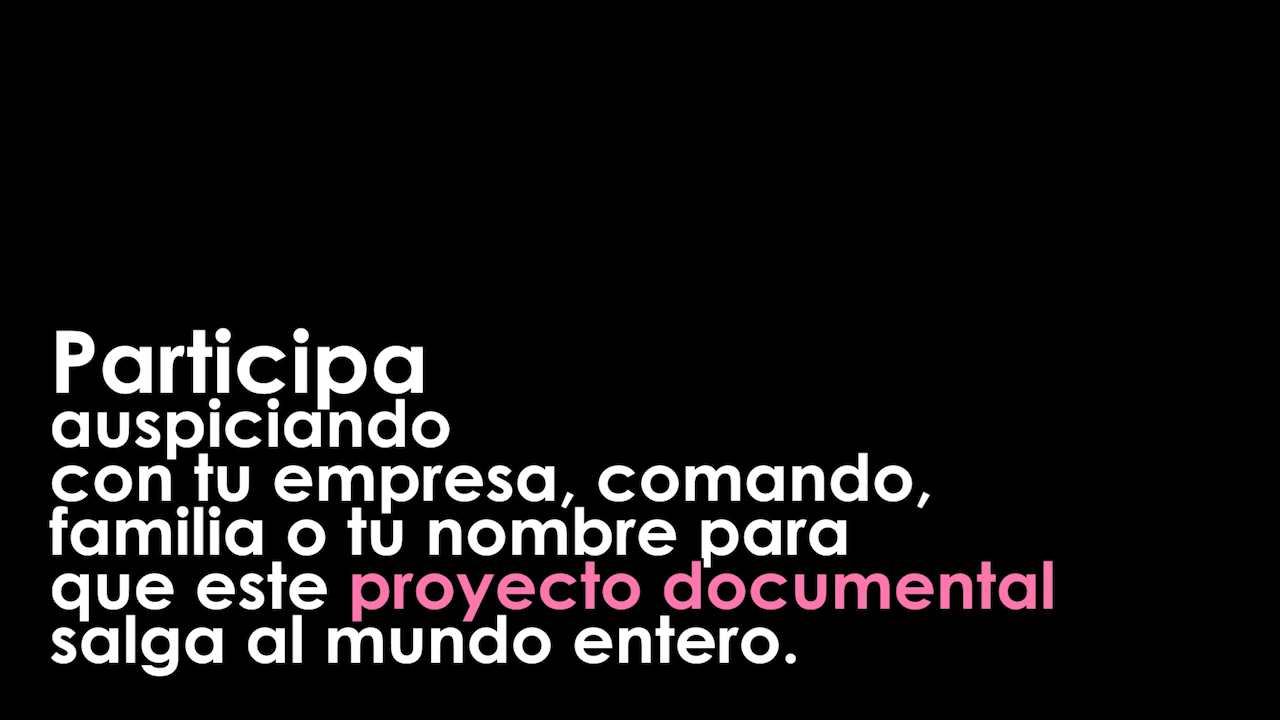 Participa
auspiciando
con tu empresa, comando,
familia o tu nombre para
que este proyecto documental
salga al mundo entero.